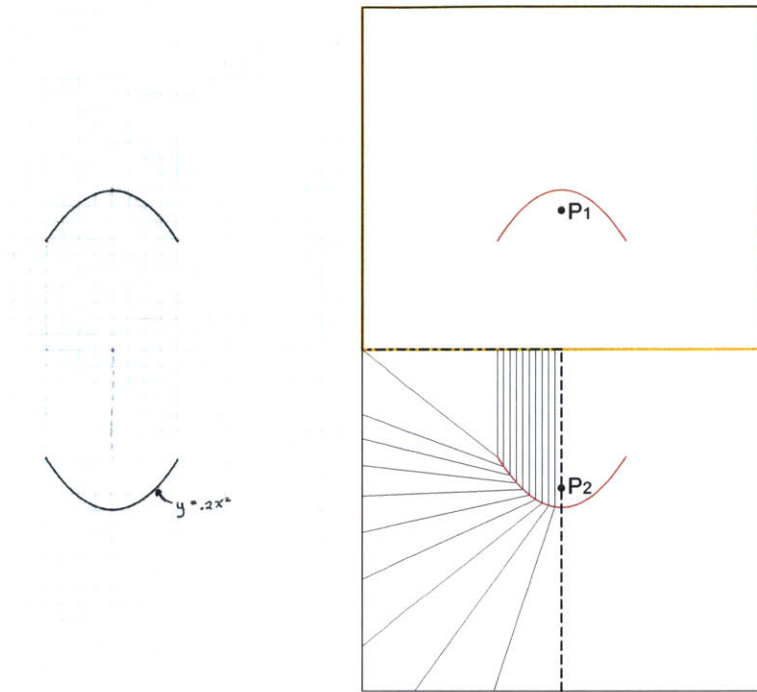 y = .2x²
P1
P2